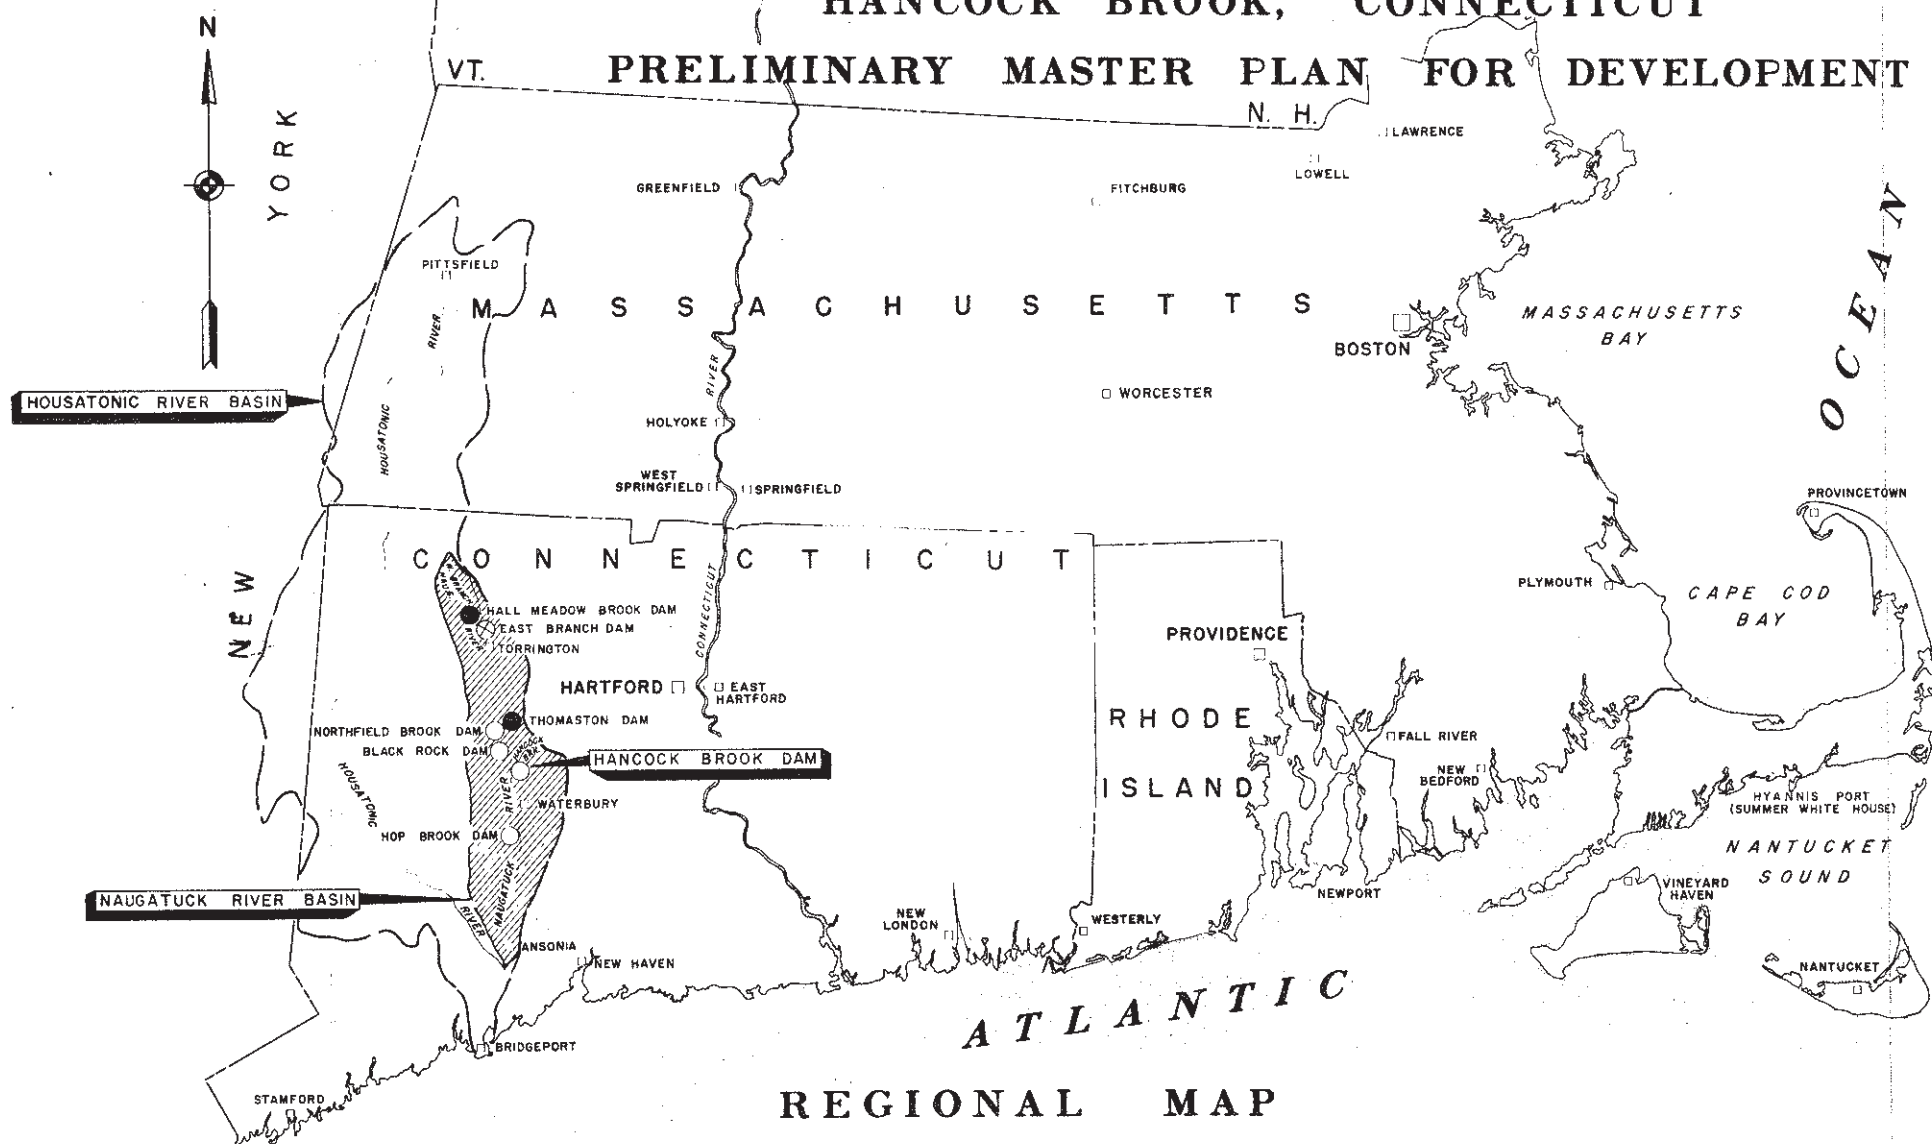 HANCOCK BROOK, CONNECTICUT
PRELIMINARY MASTER PLAN FOR DEVELOPMENT
N
VT.
N. H.
NEW YORK
LAWRENCE
LOWELL
GREENFIELD
FITCHBURG
PITTSFIELD
MASSACHUSETTS
BOSTON
MASSACHUSETTS
BAY
OCEAN
HOUSATONIC RIVER BASIN
HOUSATONIC RIVER
RIVER
WORCESTER
HOLYOKE
WEST
SPRINGFIELD
SPRINGFIELD
PROVINCETOWN
CONNECTICUT
CONNECTICUT
PLYMOUTH
CAPE COD
BAY
HALL MEADOW BROOK DAM
EAST BRANCH DAM
RIVER
TORRINGTON
PROVIDENCE
HARTFORD
EAST
HARTFORD
THOMASTON DAM
NORTHFIELD BROOK DAM
BLACK ROCK DAM
HANCOCK
BRK.
HANCOCK BROOK DAM
RHODE
ISLAND
FALL RIVER
NEW
BEDFORD
HOUSATONIC
RIVER
WATERBURY
HOP BROOK DAM
HYANNIS PORT
(SUMMER WHITE HOUSE)
NANTUCKET
SOUND
NAUGATUCK RIVER BASIN
NAUGATUCK
RIVER
NEWPORT
VINEYARD
HAVEN
NEW
LONDON
WESTERLY
ANSONIA
NEW HAVEN
NANTUCKET
ATLANTIC
BRIDGEPORT
STAMFORD
REGIONAL MAP